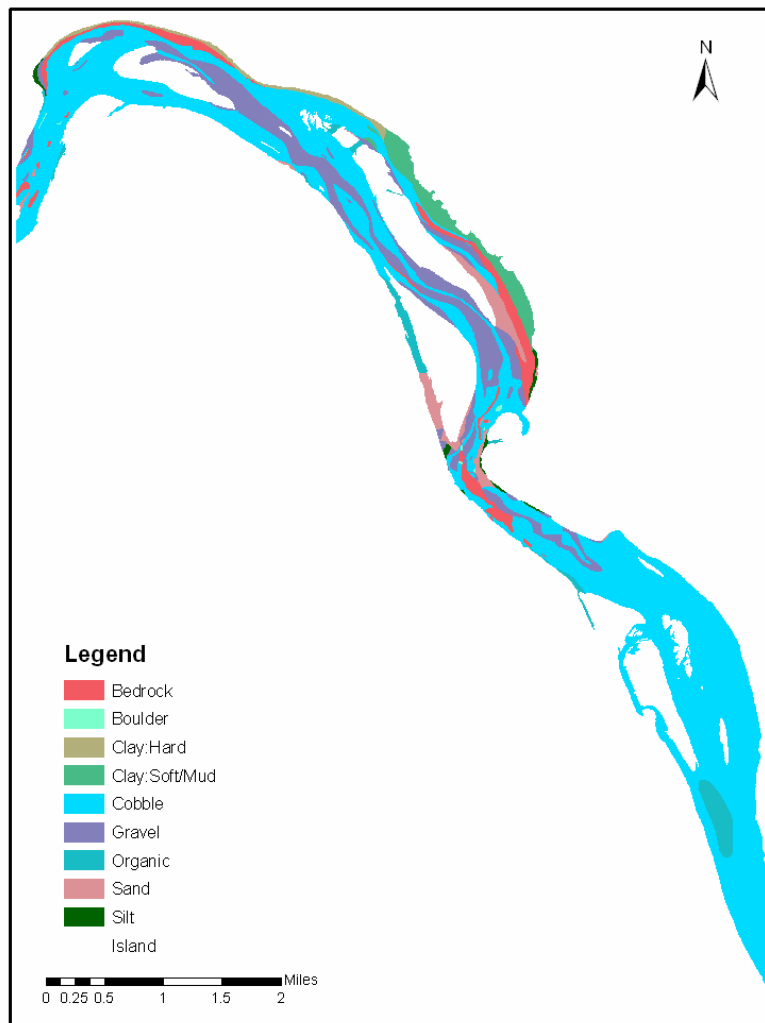 N
Legend
Bedrock
Boulder
Clay:Hard
Clay:Soft/Mud
Cobble
Gravel
Organic
Sand
Silt
Island
Miles
0 0.25 0.5 1 1.5 2